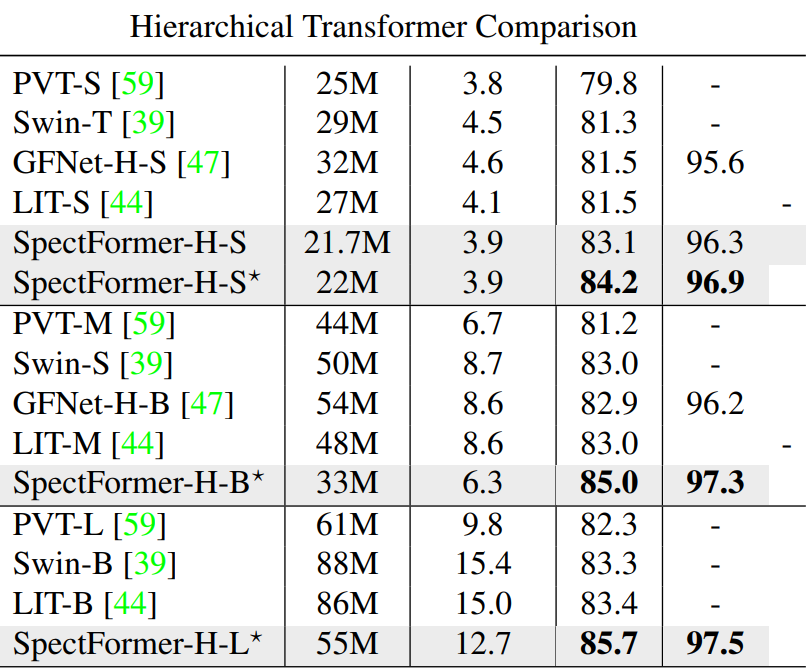 Hierarchical Transformer Comparison
PVT-S [59] 25M 3.8 79.8 -
Swin-T [39] 29M 4.5 81.3 -
GFNet-H-S [47] 32M 4.6 81.5 95.6
LIT-S [44] 27M 4.1 81.5 -
SpectFormer-H-S 21.7M 3.9 83.1 96.3
SpectFormer-H-S⋆ 22M 3.9 84.2 96.9
PVT-M [59] 44M 6.7 81.2 -
Swin-S [39] 50M 8.7 83.0 -
GFNet-H-B [47] 54M 8.6 82.9 96.2
LIT-M [44] 48M 8.6 83.0 -
SpectFormer-H-B⋆ 33M 6.3 85.0 97.3
PVT-L [59] 61M 9.8 82.3 -
Swin-B [39] 88M 15.4 83.3 -
LIT-B [44] 86M 15.0 83.4 -
SpectFormer-H-L⋆ 55M 12.7 85.7 97.5